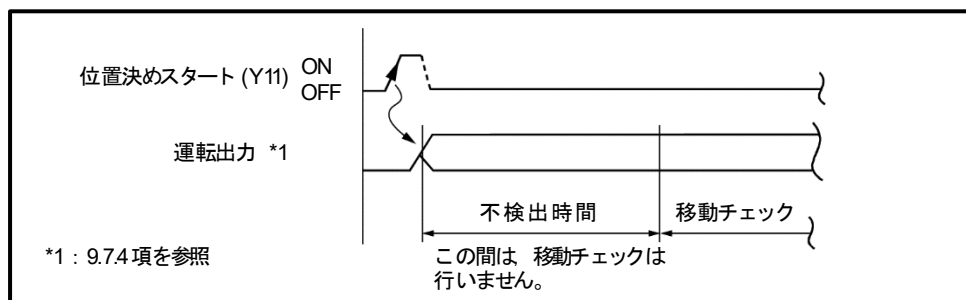 位置決めスタート (Y11) ON
OFF
運転出力 *1
不検出時間 移動チェック
*1 : 9.7.4 項を参照
この間は, 移動チェックは
行いません。